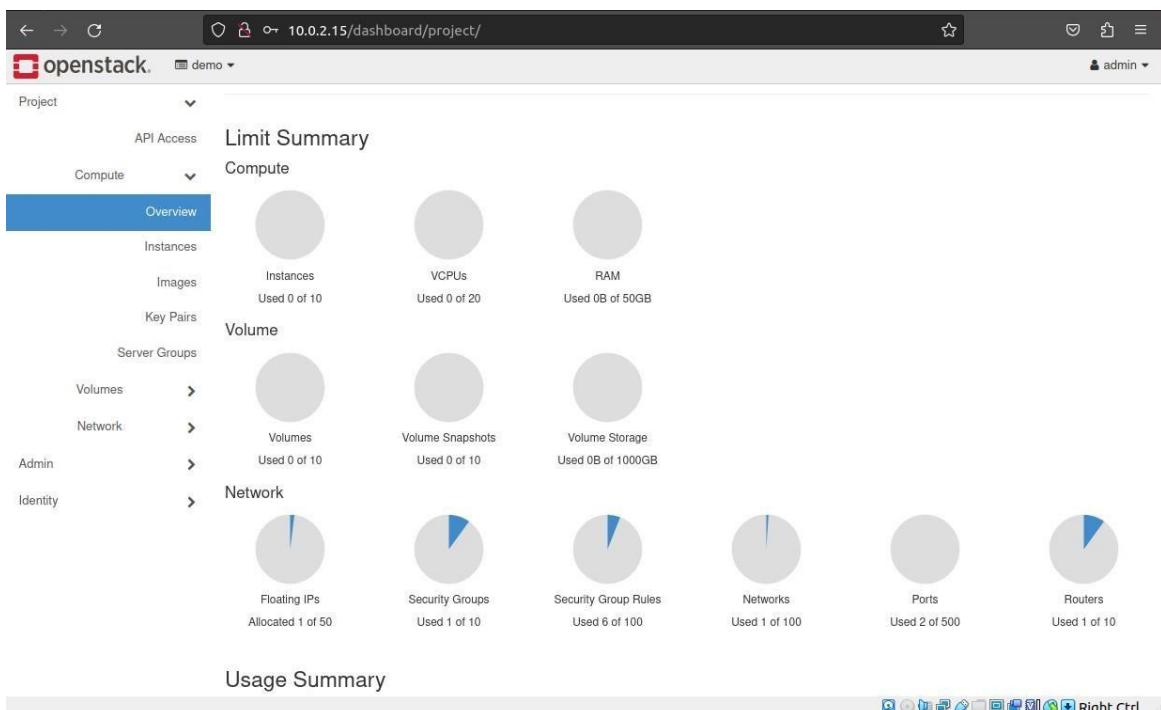 10.0.2.15/dashboard/project/
openstack.
demo
admin
Project
API Access
Compute
Overview
Instances
Images
Key Pairs
Server Groups
Volumes
Network
Admin
Identity
Limit Summary
Compute
Instances
Used 0 of 10
VCPUs
Used 0 of 20
RAM
Used 0B of 50GB
Volume
Volumes
Used 0 of 10
Volume Snapshots
Used 0 of 10
Volume Storage
Used 0B of 1000GB
Network
Floating IPs
Allocated 1 of 50
Security Groups
Used 1 of 10
Security Group Rules
Used 6 of 100
Networks
Used 1 of 100
Ports
Used 2 of 500
Routers
Used 1 of 10
Usage Summary
Right Ctrl